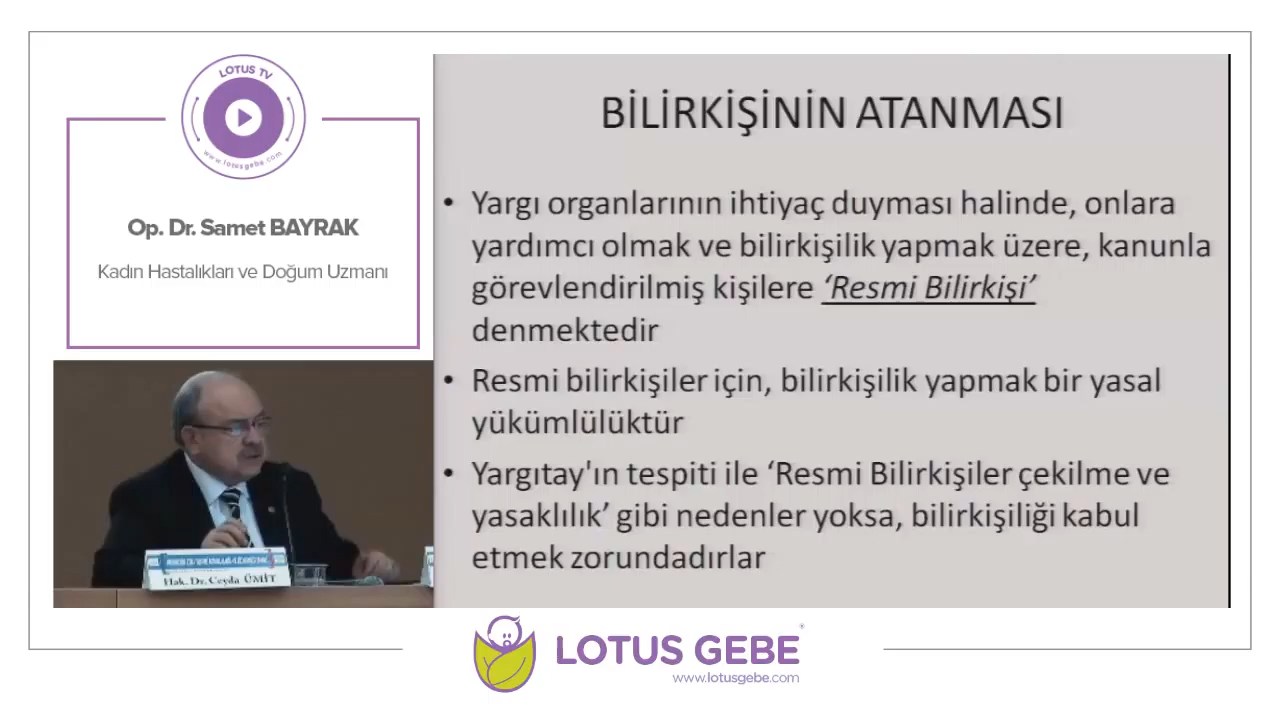 LOTUS TV
www.lotusgebe.com
Op. Dr. Samet BAYRAK
Kadın Hastalıkları ve Doğum Uzmanı
BİLİRKİŞİNİN ATANMASI
• Yargı organlarının ihtiyaç duyması halinde, onlara
yardımcı olmak ve bilirkişilik yapmak üzere, kanunla
görevlendirilmiş kişilere ‘Resmi Bilirkişi’
denmektedir
• Resmi bilirkişiler için, bilirkişilik yapmak bir yasal
yükümlülüktür
• Yargıtay'ın tespiti ile ‘Resmi Bilirkişiler çekilme ve
yasaklılık’ gibi nedenler yoksa, bilirkişiliği kabul
etmek zorundadırlar
Hak. Dr. Ceyda ÜMİT
LOTUS GEBE®
www.lotusgebe.com